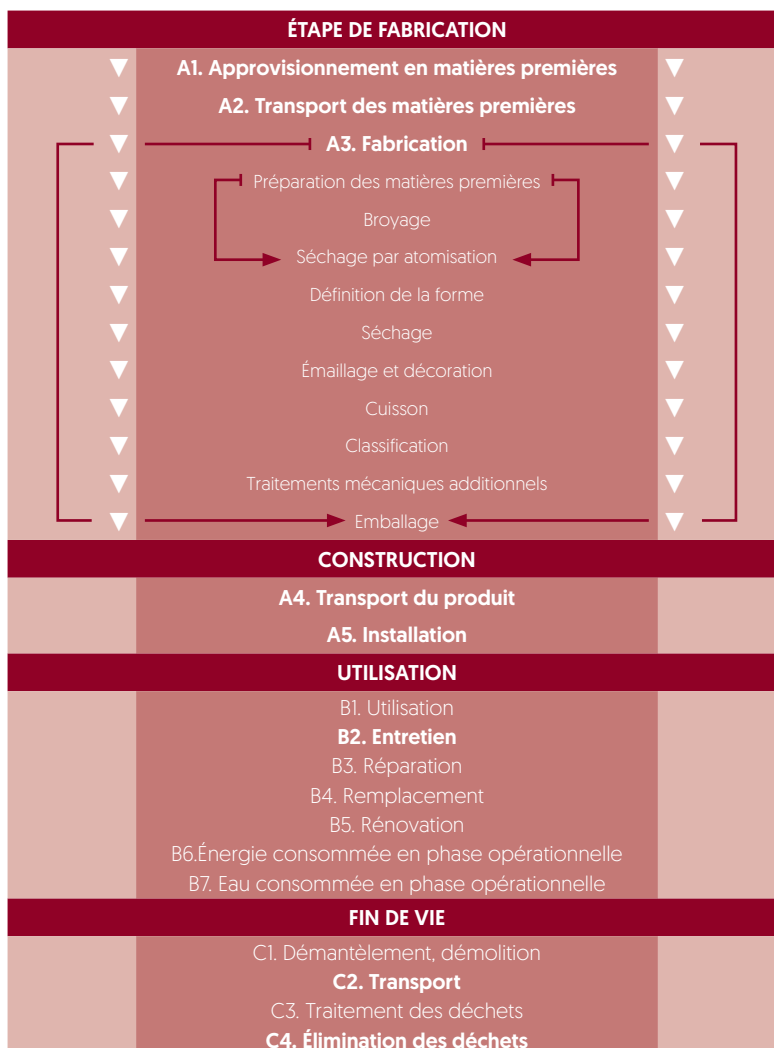 ÉTAPE DE FABRICATION
A1. Approvisionnement en matières premières
A2. Transport des matières premières
A3. Fabrication
Préparation des matières premières
Broyage
Séchage par atomisation
Définition de la forme
Séchage
Émaillage et décoration
Cuisson
Classification
Traitements mécaniques additionnels
Emballage
CONSTRUCTION
A4. Transport du produit
A5. Installation
UTILISATION
B1. Utilisation
B2. Entretien
B3. Réparation
B4. Remplacement
B5. Rénovation
B6.Énergie consommée en phase opérationnelle
B7. Eau consommée en phase opérationnelle
FIN DE VIE
C1. Démantèlement, démolition
C2. Transport
C3. Traitement des déchets
C4. Élimination des déchets